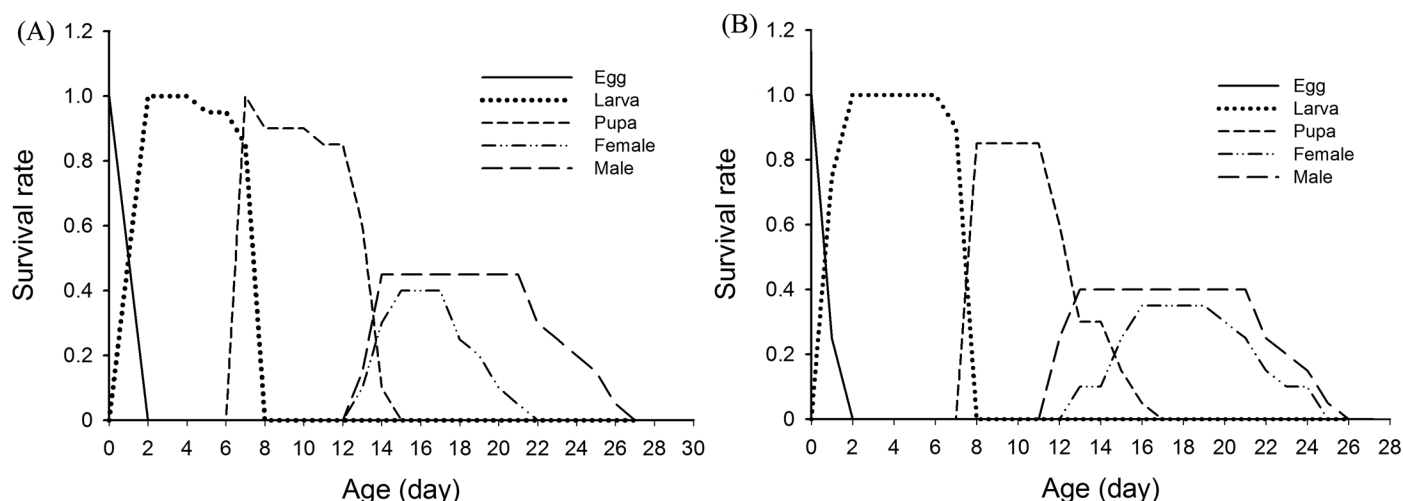 (A)
1.2
1.0
0.8
0.6
0.4
0.2
0
Survival rate
Egg
Larva
Pupa
Female
Male
0 2 4 6 8 10 12 14 16 18 20 22 24 26 28 30
Age (day)
(B)
1.2
1.0
0.8
0.6
0.4
0.2
0
Survival rate
Egg
Larva
Pupa
Female
Male
0 2 4 6 8 10 12 14 16 18 20 22 24 26 28
Age (day)